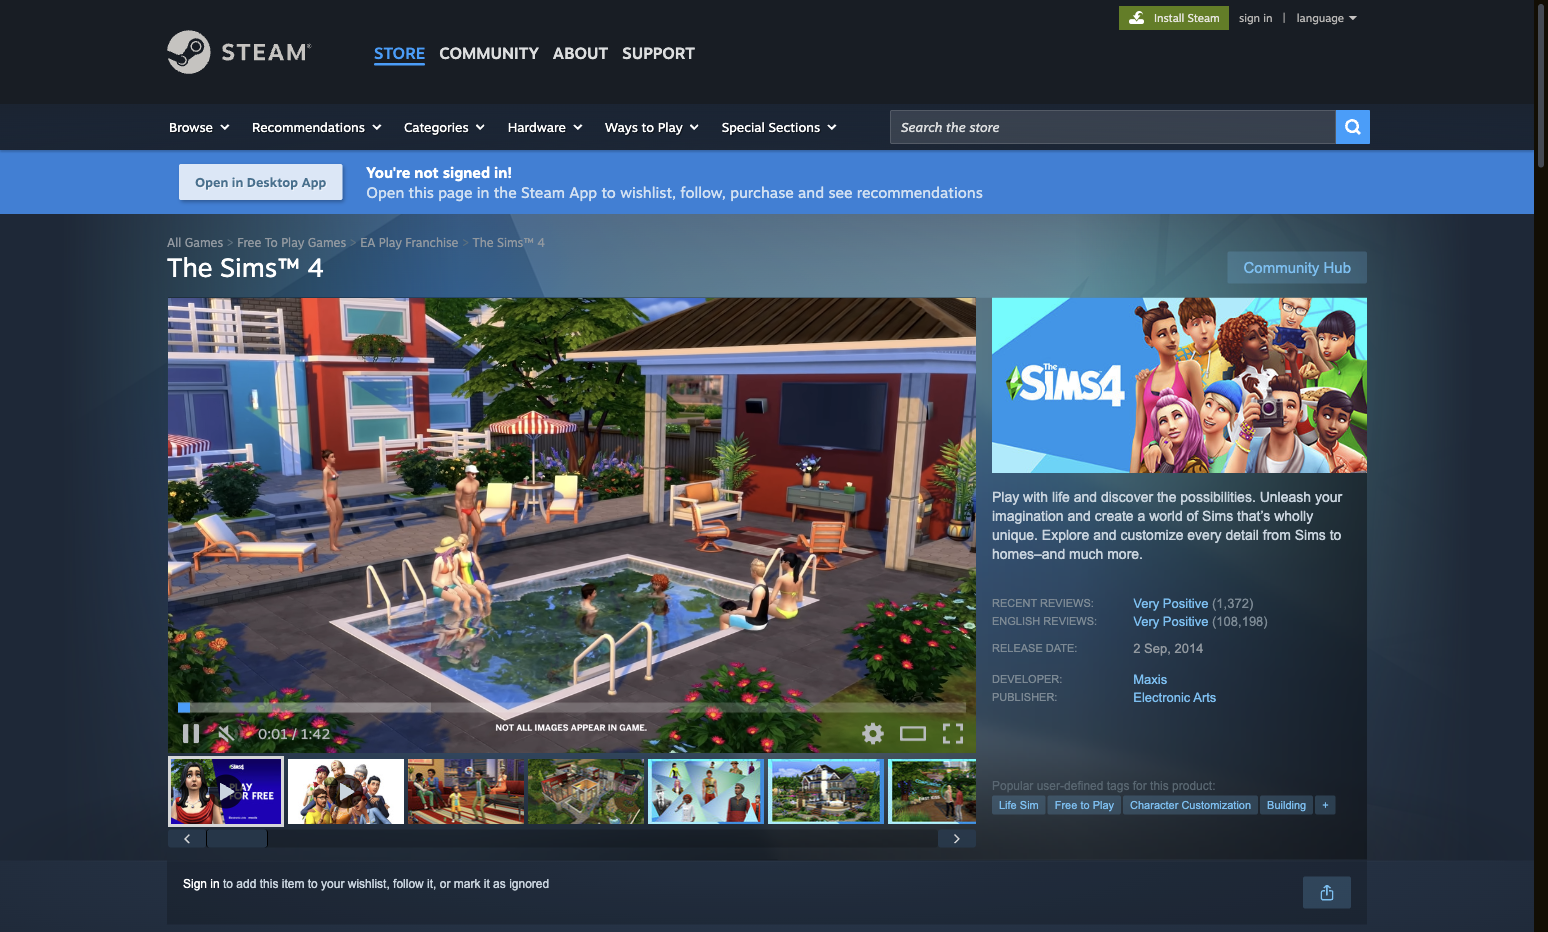 Install Steam
sign in | language
STEAM®
STORE COMMUNITY ABOUT SUPPORT
Browse Recommendations Categories Hardware Ways to Play Special Sections
Search the store
Open in Desktop App
You're not signed in!
Open this page in the Steam App to wishlist, follow, purchase and see recommendations
All Games > Free To Play Games > EA Play Franchise > The Sims™ 4
The Sims™ 4
Community Hub
NOT ALL IMAGES APPEAR IN GAME.
0:01 / 1:42
PLAY
FOR FREE
The
SIMS4
Play with life and discover the possibilities. Unleash your
imagination and create a world of Sims that's wholly
unique. Explore and customize every detail from Sims to
homes–and much more.
RECENT REVIEWS: Very Positive (1,372)
ENGLISH REVIEWS: Very Positive (108,198)
RELEASE DATE: 2 Sep, 2014
DEVELOPER: Maxis
PUBLISHER: Electronic Arts
Popular user-defined tags for this product:
Life Sim Free to Play Character Customization Building +
Sign in to add this item to your wishlist, follow it, or mark it as ignored